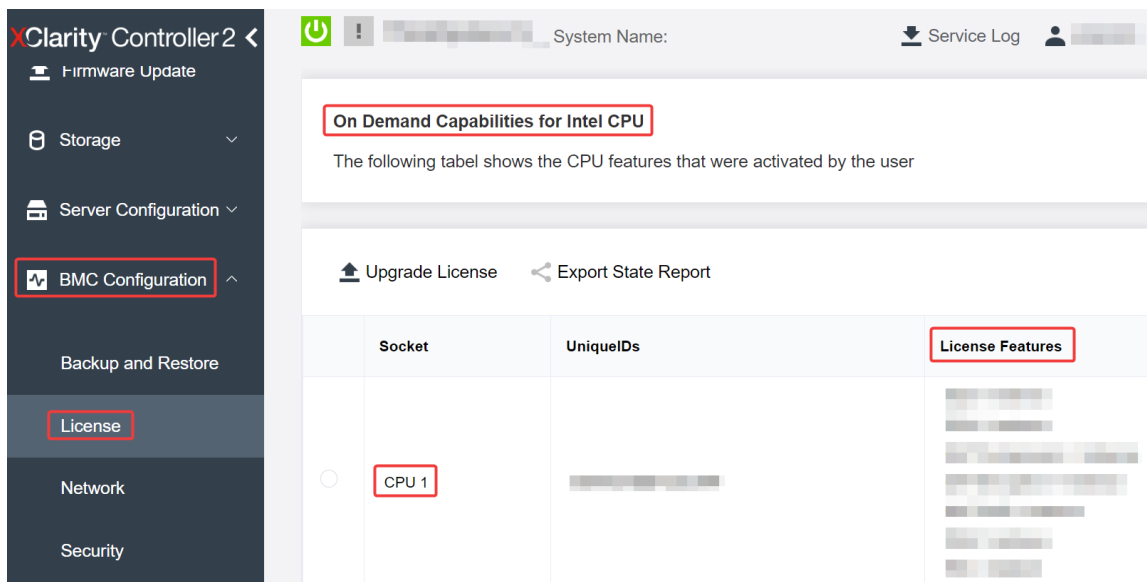 XClarity Controller 2
Firmware Update
Storage
Server Configuration
BMC Configuration
Backup and Restore
License
Network
Security
System Name:
Service Log
On Demand Capabilities for Intel CPU
The following tabel shows the CPU features that were activated by the user
Upgrade License
Export State Report
Socket
UniqueIDs
License Features
CPU 1